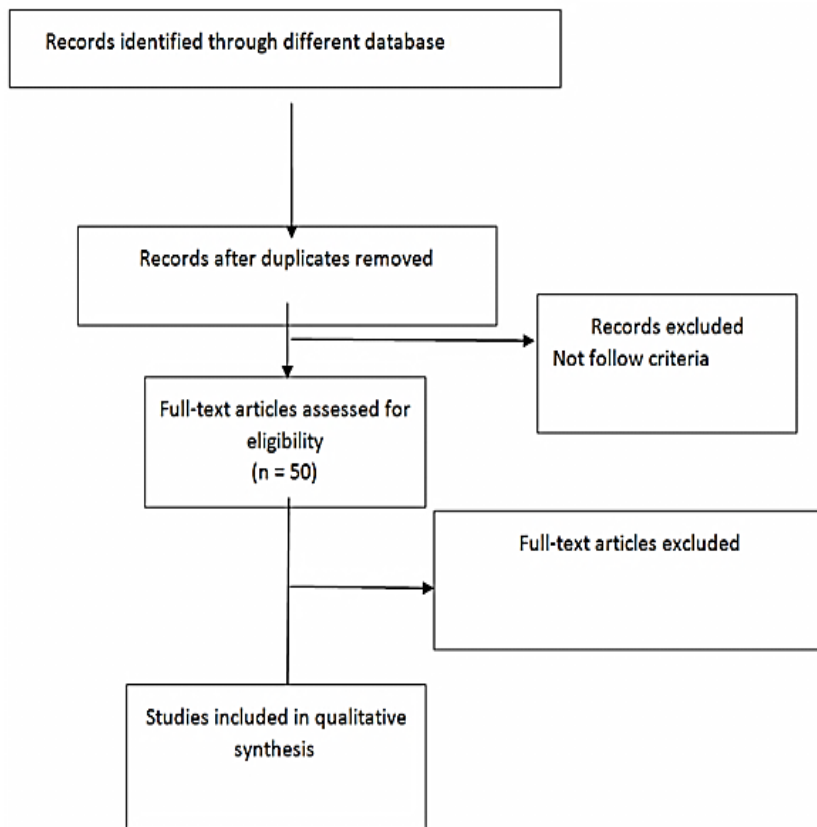 Records identified through different database
Records after duplicates removed
Records excluded
Not follow criteria
Full-text articles assessed for
eligibility
(n = 50)
Full-text articles excluded
Studies included in qualitative
synthesis